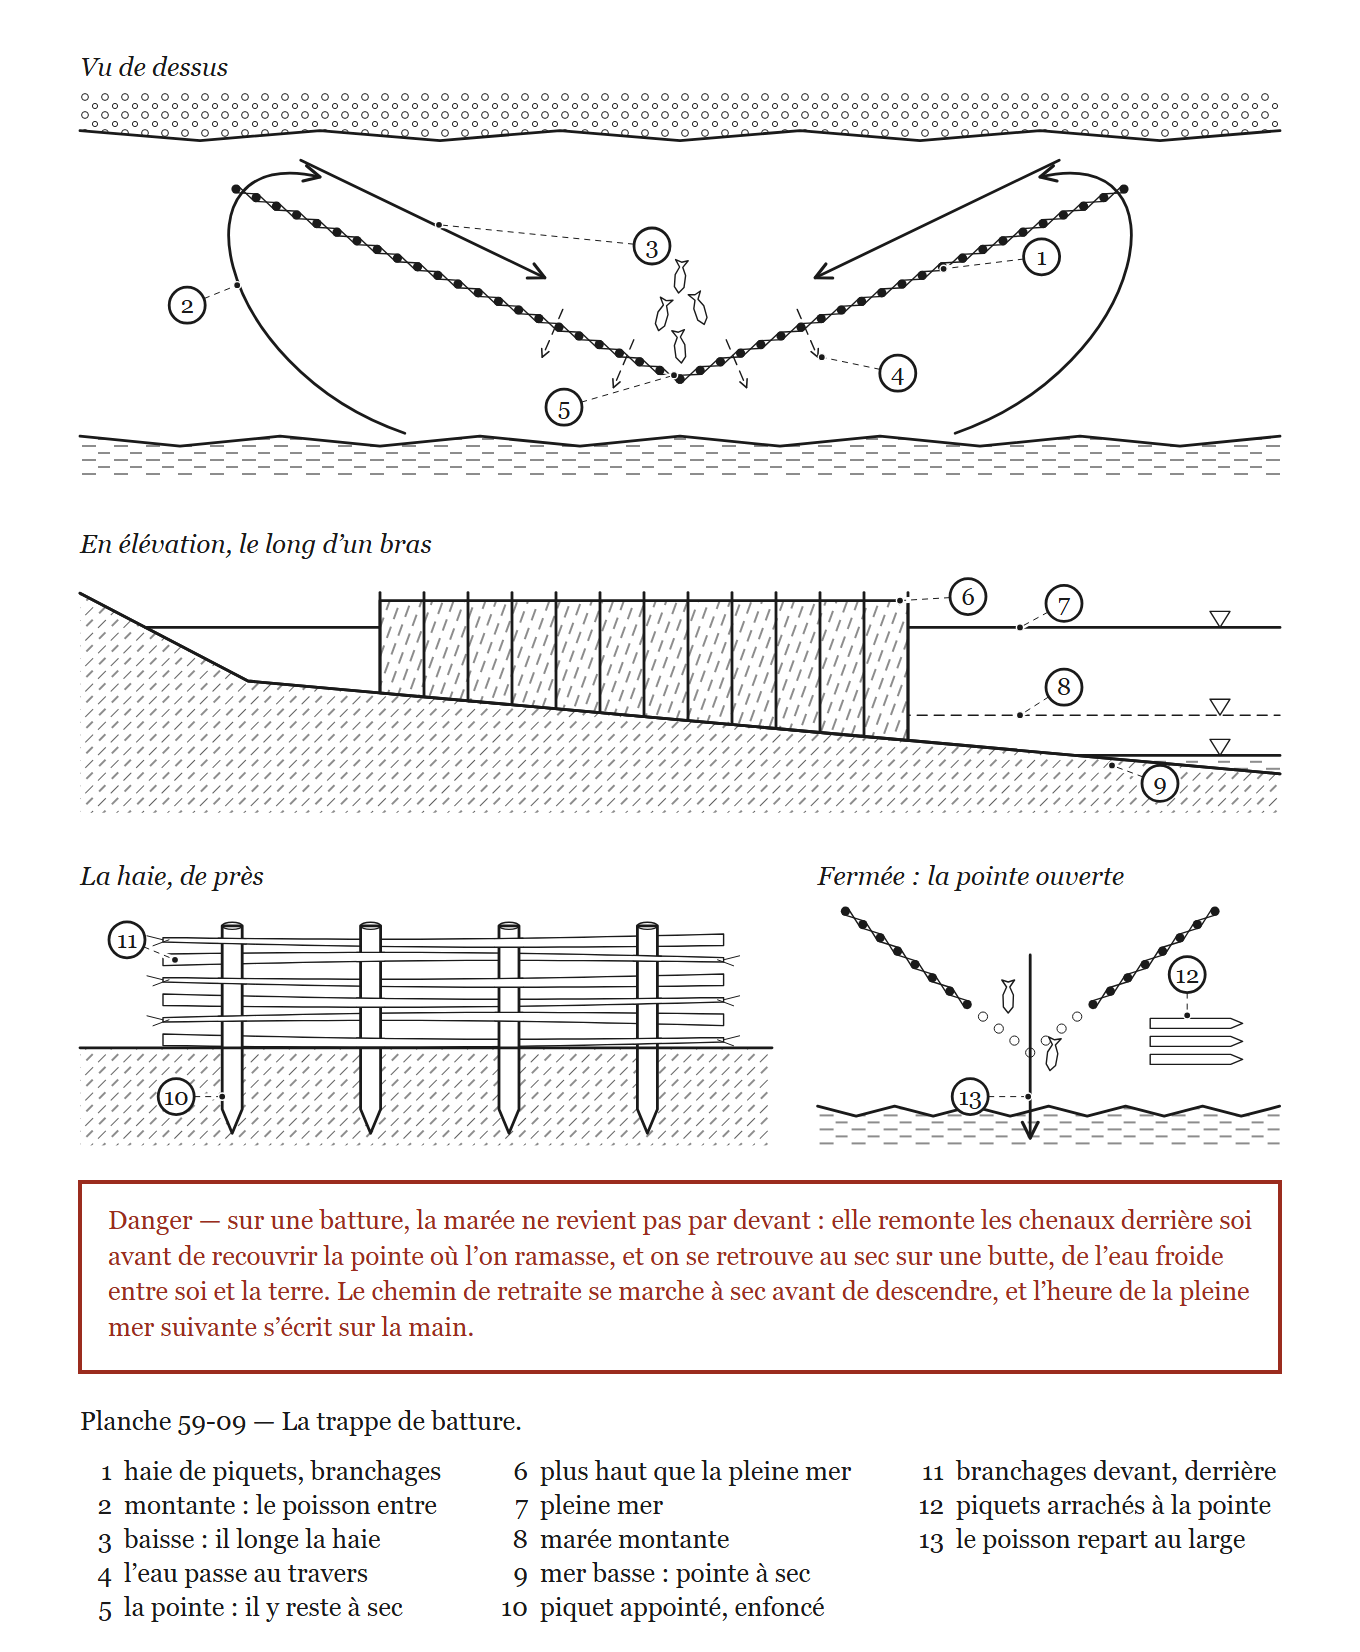 Vu de dessus
3
1
2
4
5
En élévation, le long d’un bras
6
7
8
9
La haie, de près
Fermée : la pointe ouverte
11
12
10
13
Danger — sur une batture, la marée ne revient pas par devant : elle remonte les chenaux derrière soi
avant de recouvrir la pointe où l’on ramasse, et on se retrouve au sec sur une butte, de l’eau froide
entre soi et la terre. Le chemin de retraite se marche à sec avant de descendre, et l’heure de la pleine
mer suivante s’écrit sur la main.
Planche 59-09 — La trappe de batture.
1 haie de piquets, branchages
2 montante : le poisson entre
3 baisse : il longe la haie
4 l’eau passe au travers
5 la pointe : il y reste à sec
6 plus haut que la pleine mer
7 pleine mer
8 marée montante
9 mer basse : pointe à sec
10 piquet appointé, enfoncé
11 branchages devant, derrière
12 piquets arrachés à la pointe
13 le poisson repart au large